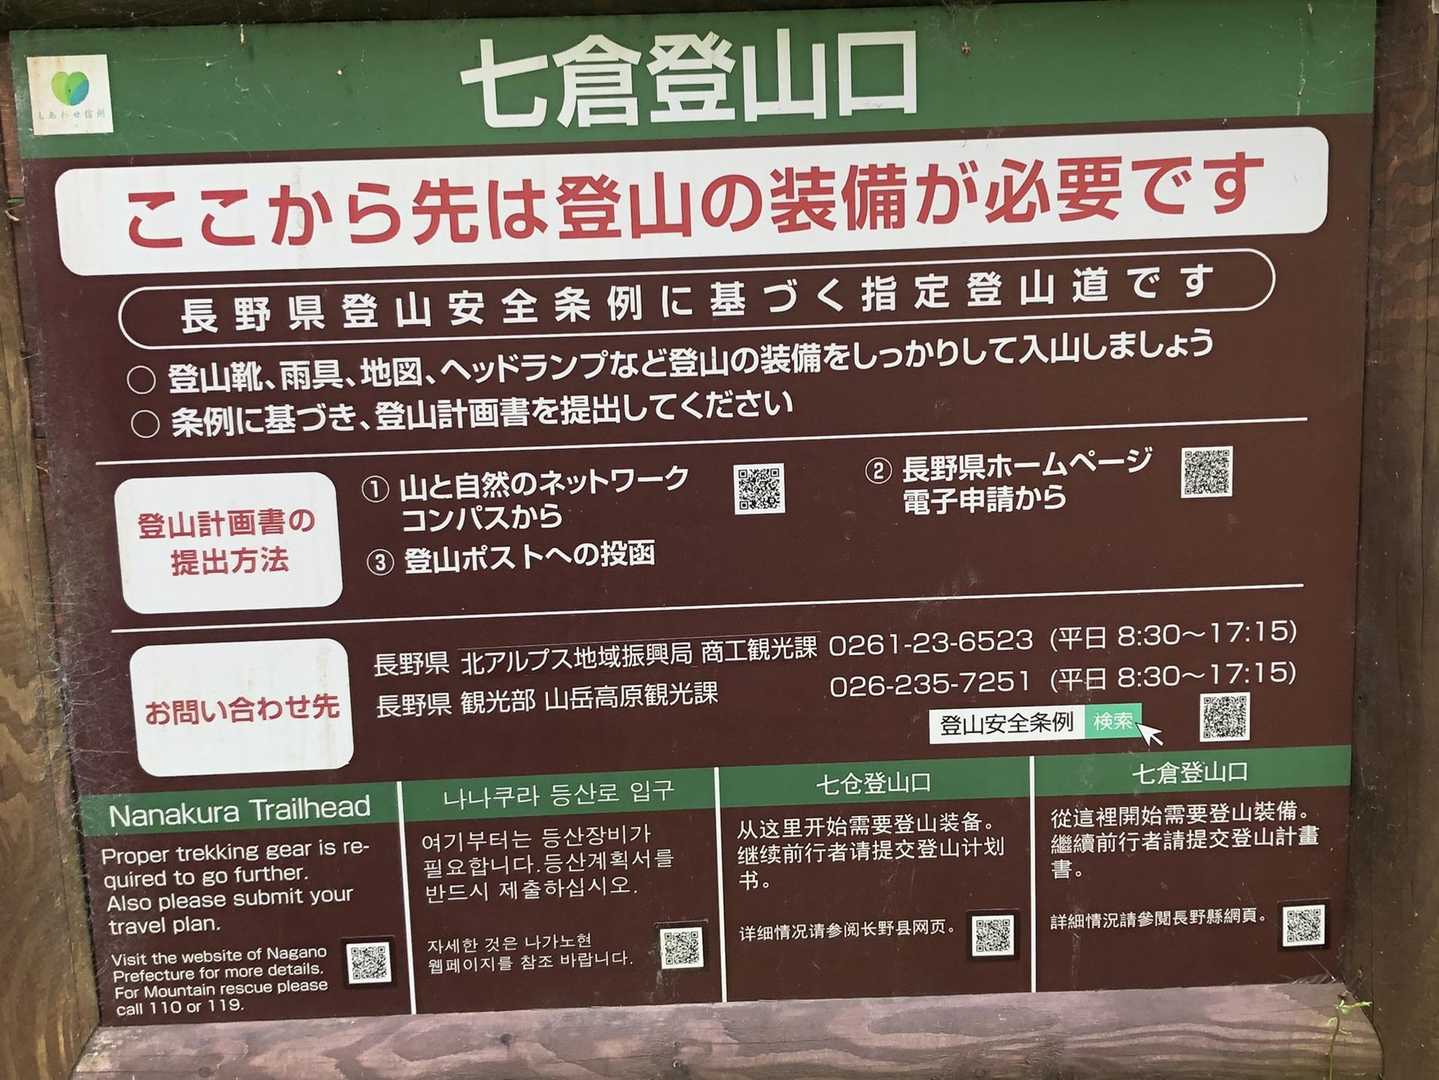 しあわせ信州
七倉登山口
ここから先は登山の装備が必要です
長野県登山安全条例に基づく指定登山道です
○ 登山靴、雨具、地図、ヘッドランプなど登山の装備をしっかりして入山しましょう
○ 条例に基づき、登山計画書を提出してください
登山計画書の
提出方法
① 山と自然のネットワーク
コンパスから
② 長野県ホームページ
電子申請から
③ 登山ポストへの投函
お問い合わせ先
長野県 北アルプス地域振興局 商工観光課 0261-23-6523 (平日 8:30～17:15)
長野県 観光部 山岳高原観光課 026-235-7251 (平日 8:30～17:15)
登山安全条例 検索
Nanakura Trailhead
Proper trekking gear is re-
quired to go further.
Also please submit your
travel plan.
Visit the website of Nagano
Prefecture for more details.
For Mountain rescue please
call 110 or 119.
나나쿠라 등산로 입구
여기부터는 등산장비가
필요합니다.등산계획서를
반드시 제출하십시오.
자세한 것은 나가노현
웹페이지를 참조 바랍니다.
七仓登山口
从这里开始需要登山装备。
继续前行者请提交登山计划
书。
详细情况请参阅长野县网页。
七倉登山口
從這裡開始需要登山裝備。
繼續前行者請提交登山計畫
書。
詳細情況請參閱長野縣網頁。